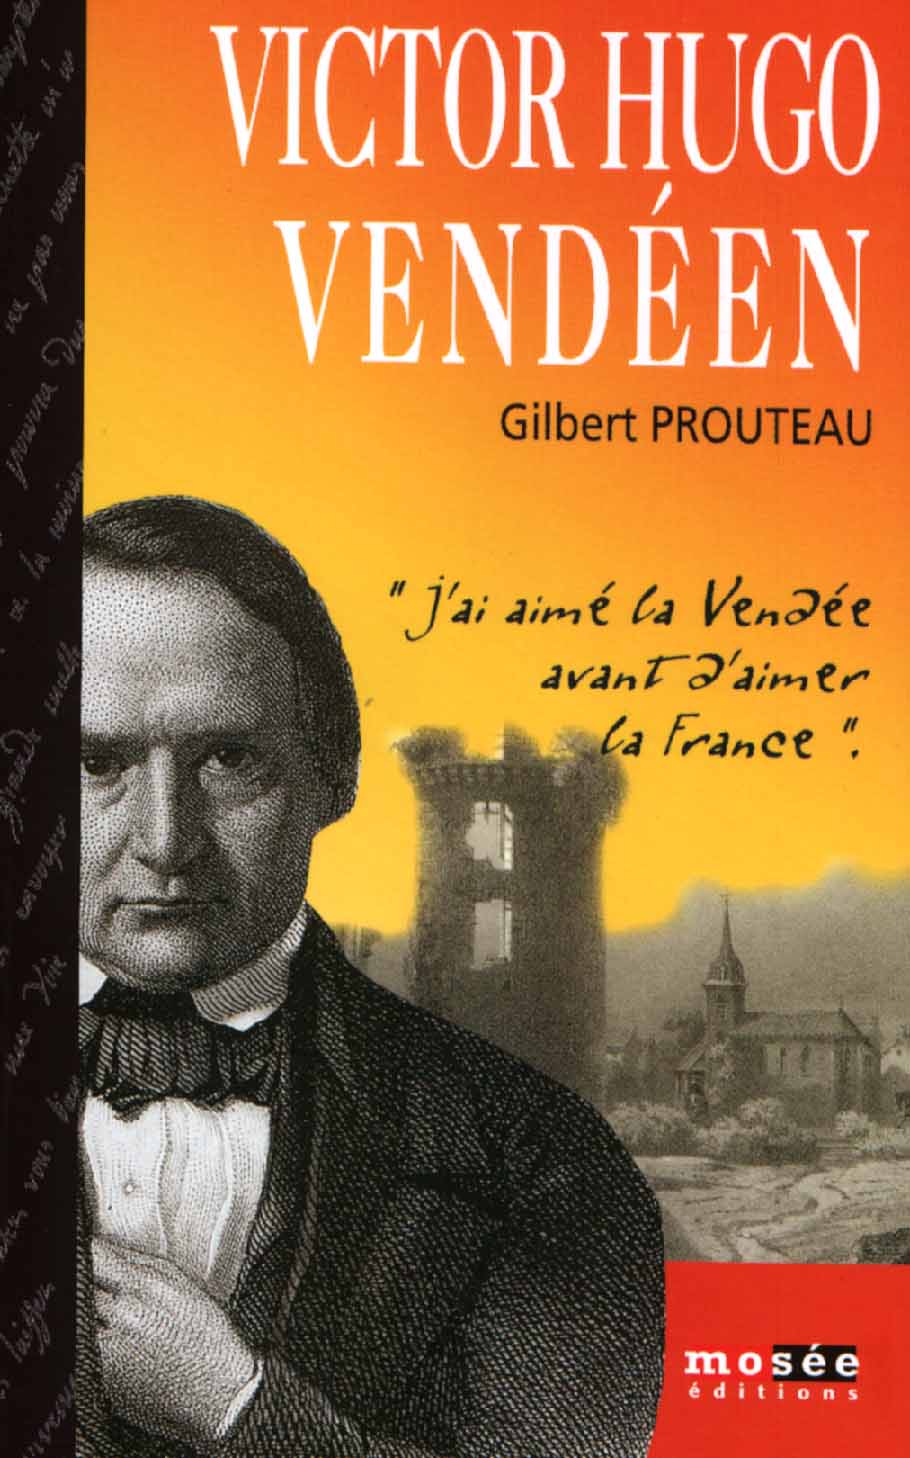 VICTOR HUGO
VENDÉEN
Gilbert PROUTEAU
" J'ai aimé la Vendée
avant d'aimer
la France ".
mosée
éditions